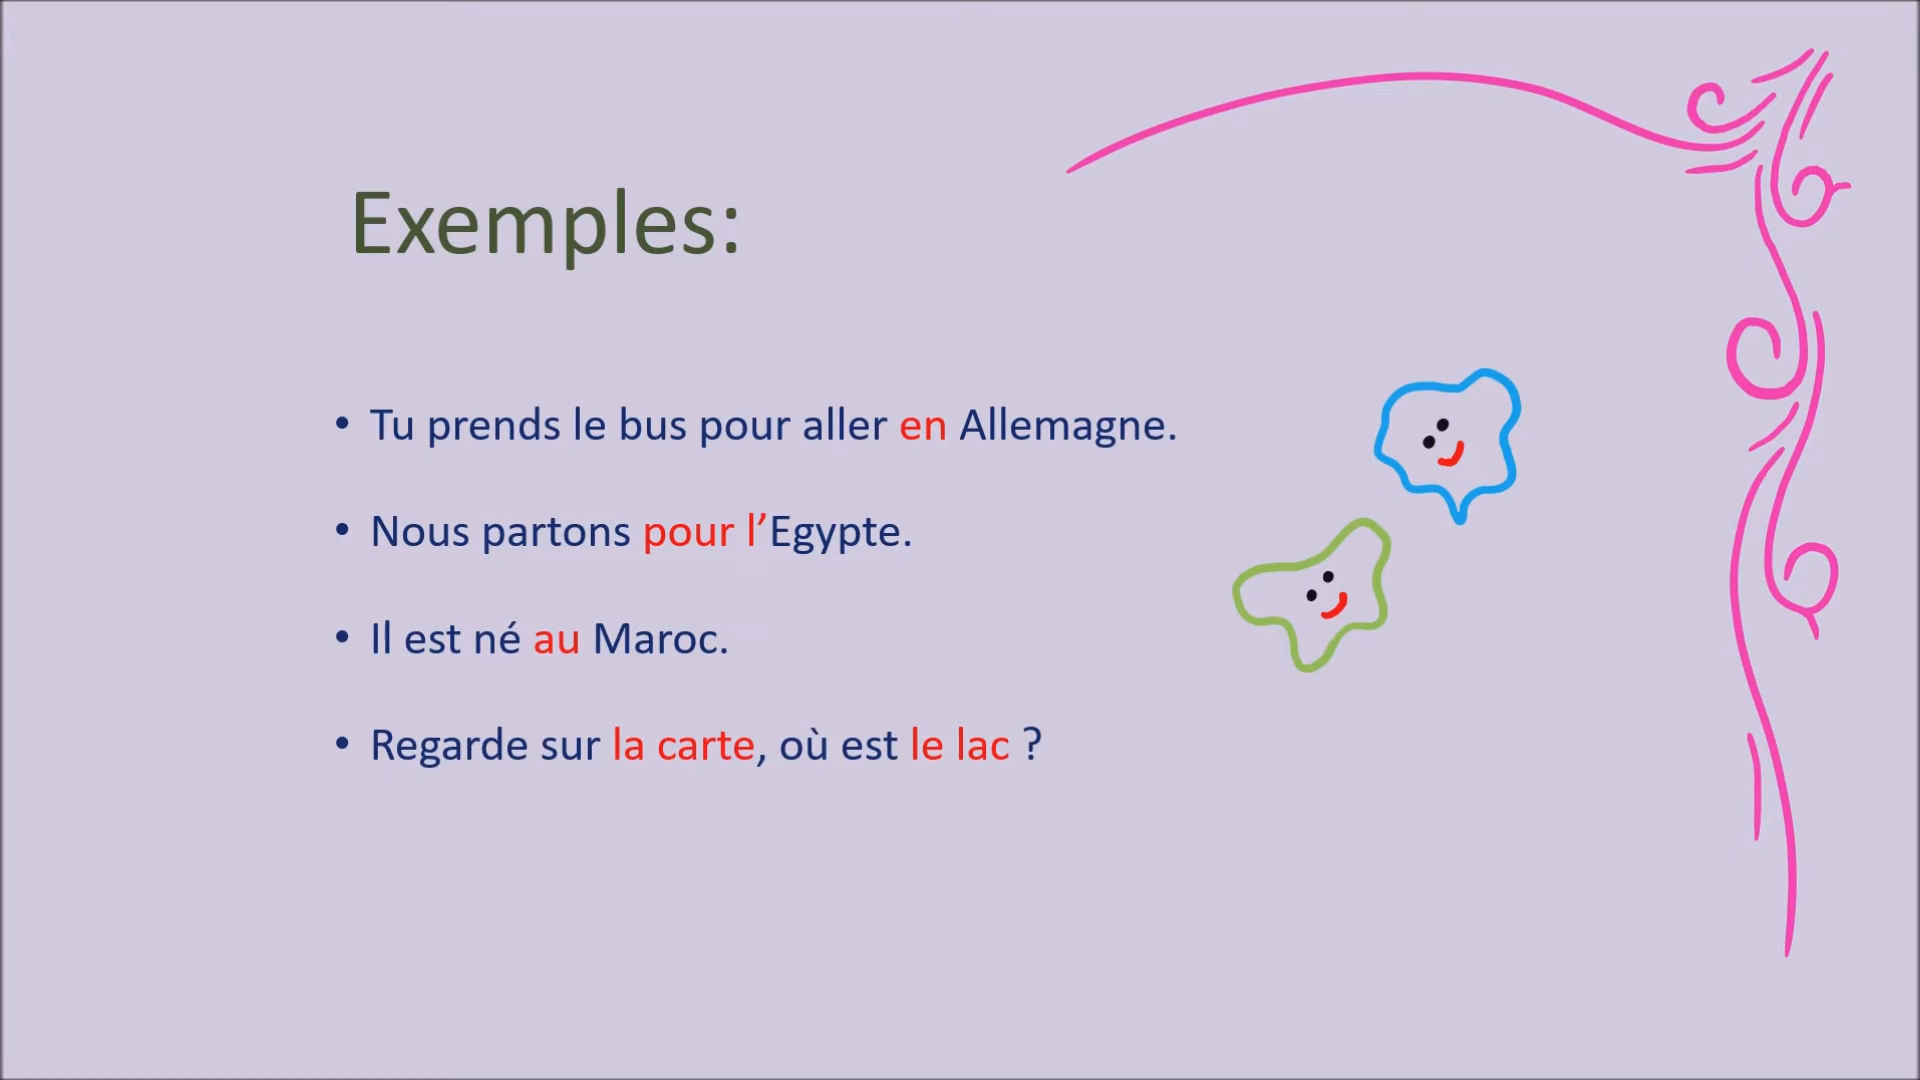 Exemples:
• Tu prends le bus pour aller en Allemagne.
• Nous partons pour l’Egypte.
• Il est né au Maroc.
• Regarde sur la carte, où est le lac ?